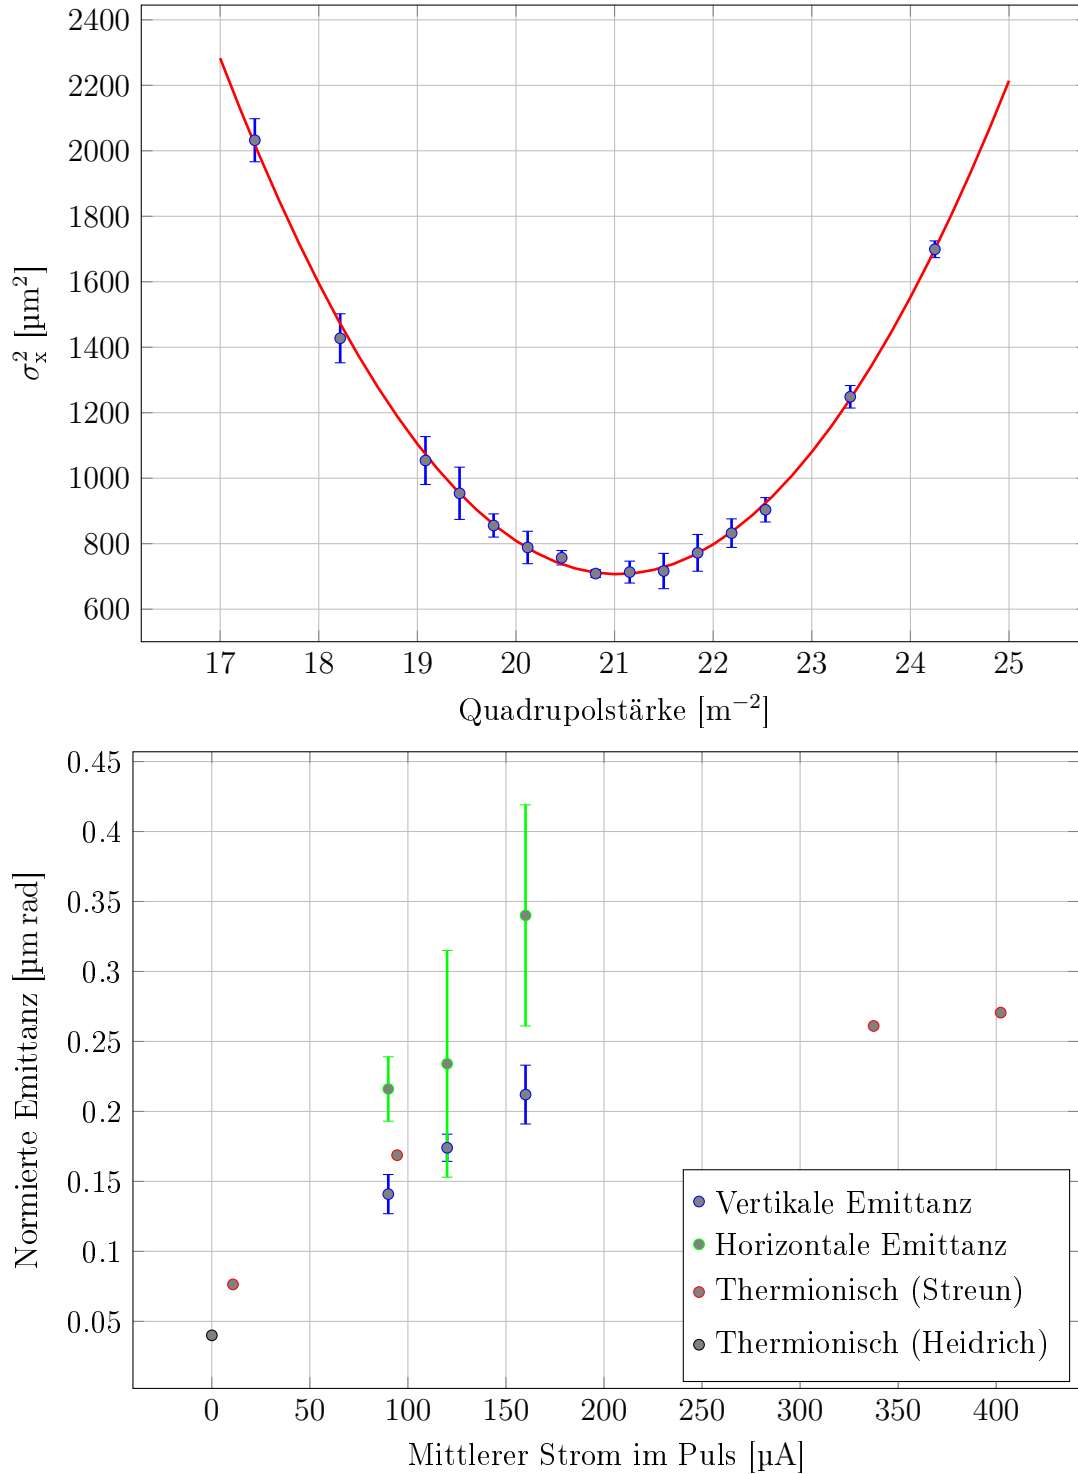 2400
2200
2000
1800
1600
1400
1200
1000
800
600
σ²ₓ [µm²]
17 18 19 20 21 22 23 24 25
Quadrupolstärke [m⁻²]
0.45
0.4
0.35
0.3
0.25
0.2
0.15
0.1
0.05
Normierte Emittanz [µm rad]
Vertikale Emittanz
Horizontale Emittanz
Thermionisch (Streun)
Thermionisch (Heidrich)
0 50 100 150 200 250 300 350 400
Mittlerer Strom im Puls [µA]